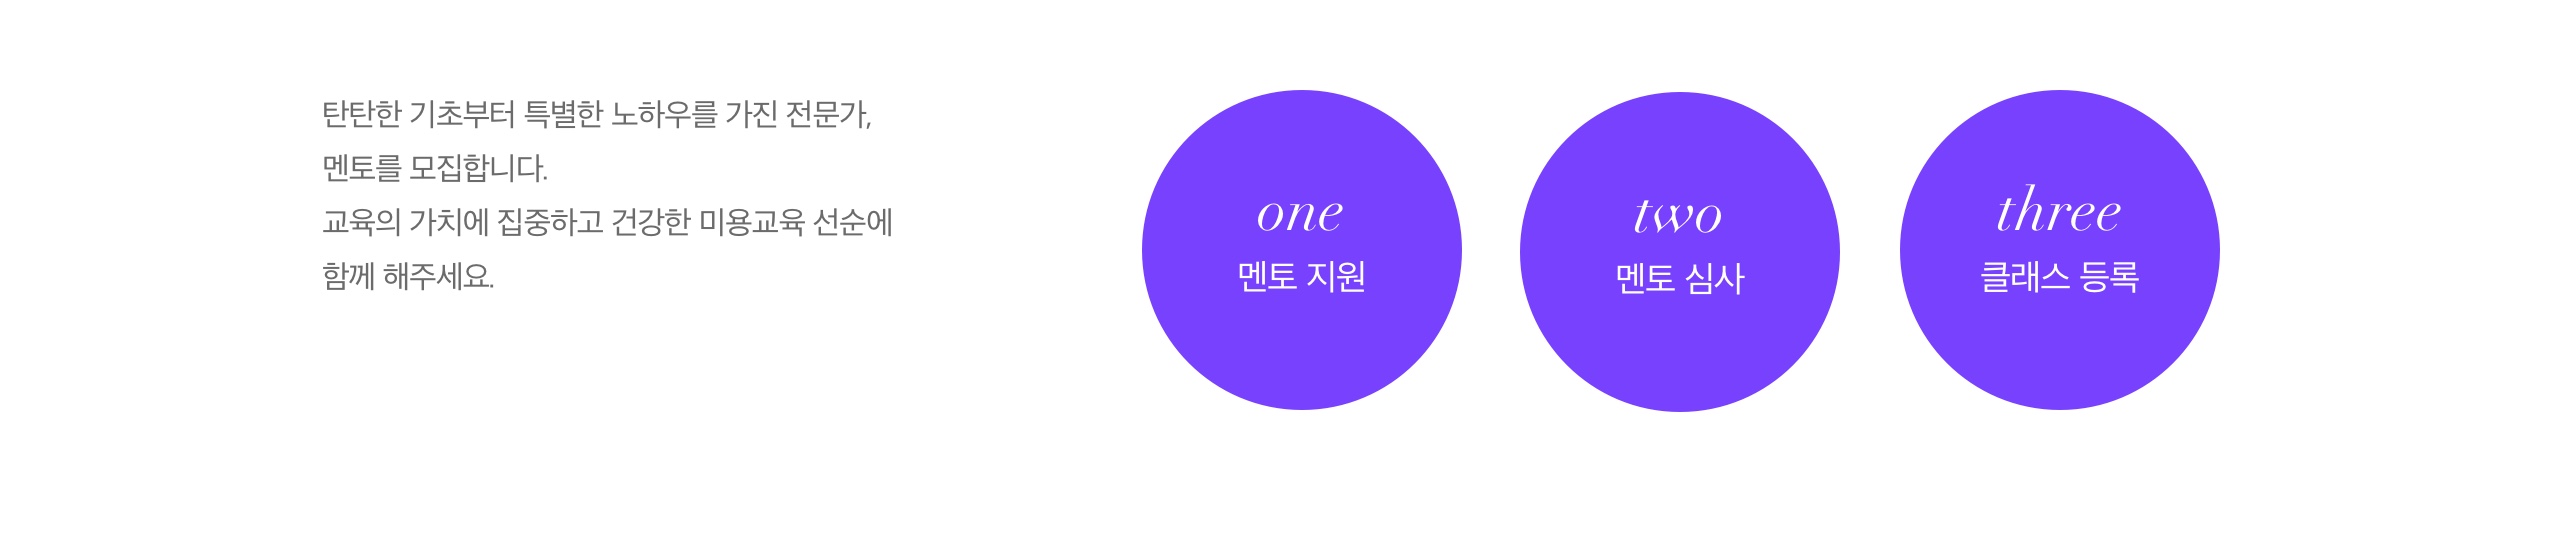 탄탄한 기초부터 특별한 노하우를 가진 전문가,
멘토를 모집합니다.
교육의 가치에 집중하고 건강한 미용교육 선순에
함께 해주세요.
one
멘토 지원
two
멘토 심사
three
클래스 등록